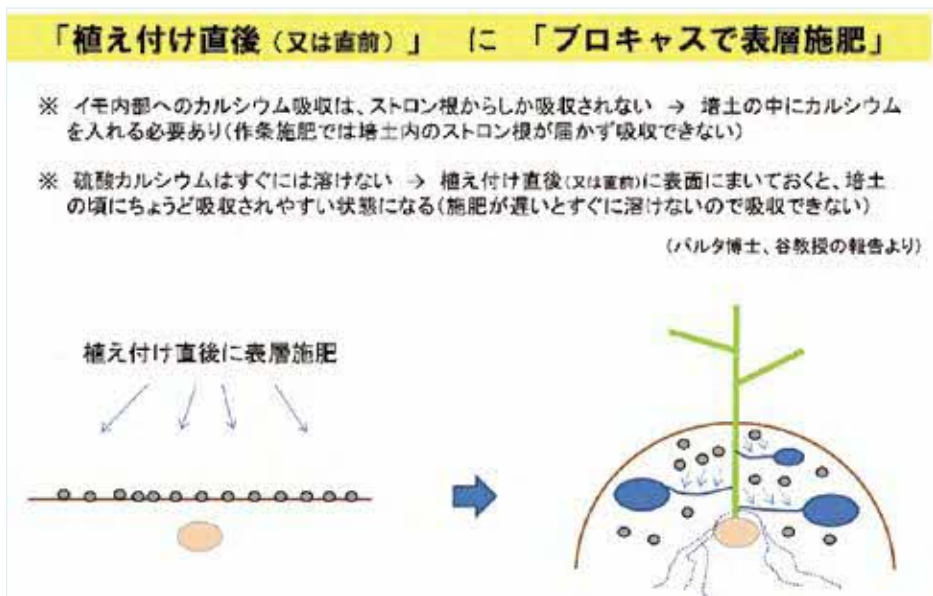 「植え付け直後（又は直前）」　に　「ブロキャスで表層施肥」
※　イモ内部へのカルシウム吸収は、ストロン根からしか吸収されない　→　培土の中にカルシウム
を入れる必要あり（作条施肥では培土内のストロン根が届かず吸収できない）
※　硫酸カルシウムはすぐには溶けない　→　植え付け直後（又は直前）に表面にまいておくと、培土
の頃にちょうど吸収されやすい状態になる（施肥が遅いとすぐに溶けないので吸収できない）
（パルタ博士、谷教授の報告より）
植え付け直後に表層施肥